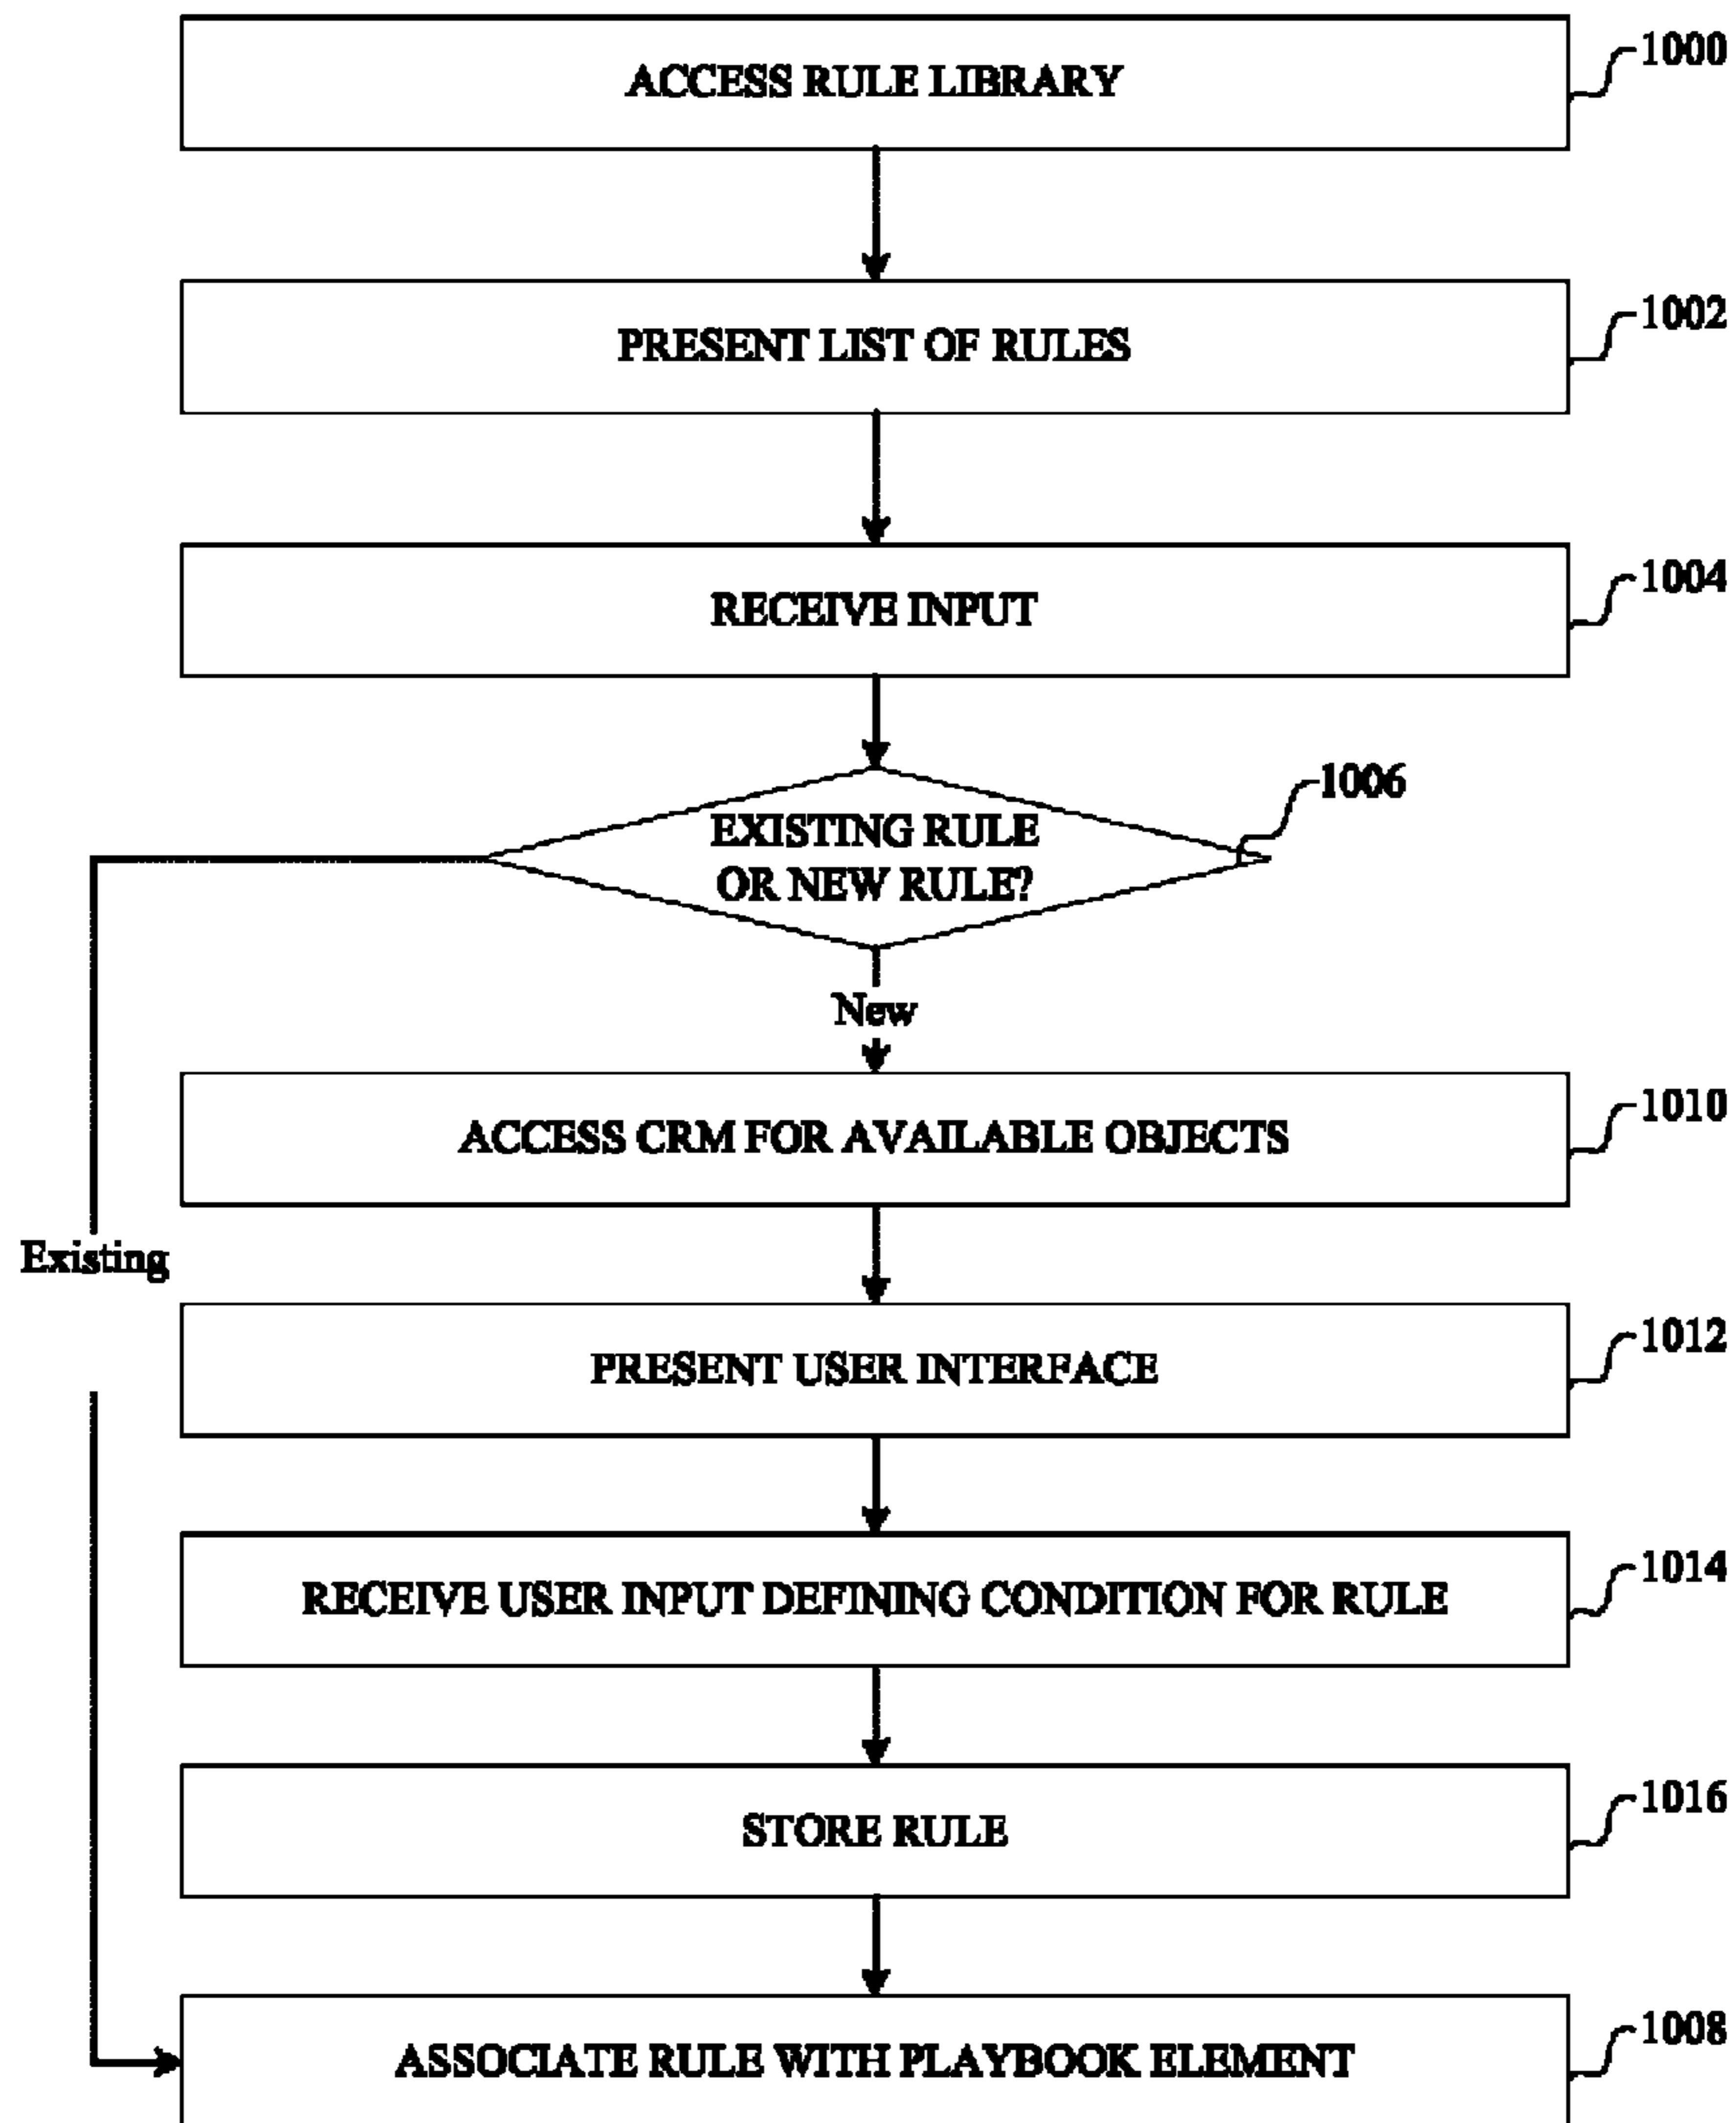 ACCESS RULE LIBRARY
1000
PRESENT LIST OF RULES
1002
RECEIVE INPUT
1004
EXISTING RULE
OR NEW RULE?
1006
New
ACCESS CRM FOR AVAILABLE OBJECTS
1010
Existing
PRESENT USER INTERFACE
1012
RECEIVE USER INPUT DEFINING CONDITION FOR RULE
1014
STORE RULE
1016
ASSOCIATE RULE WITH PLAYBOOK ELEMENT
1008